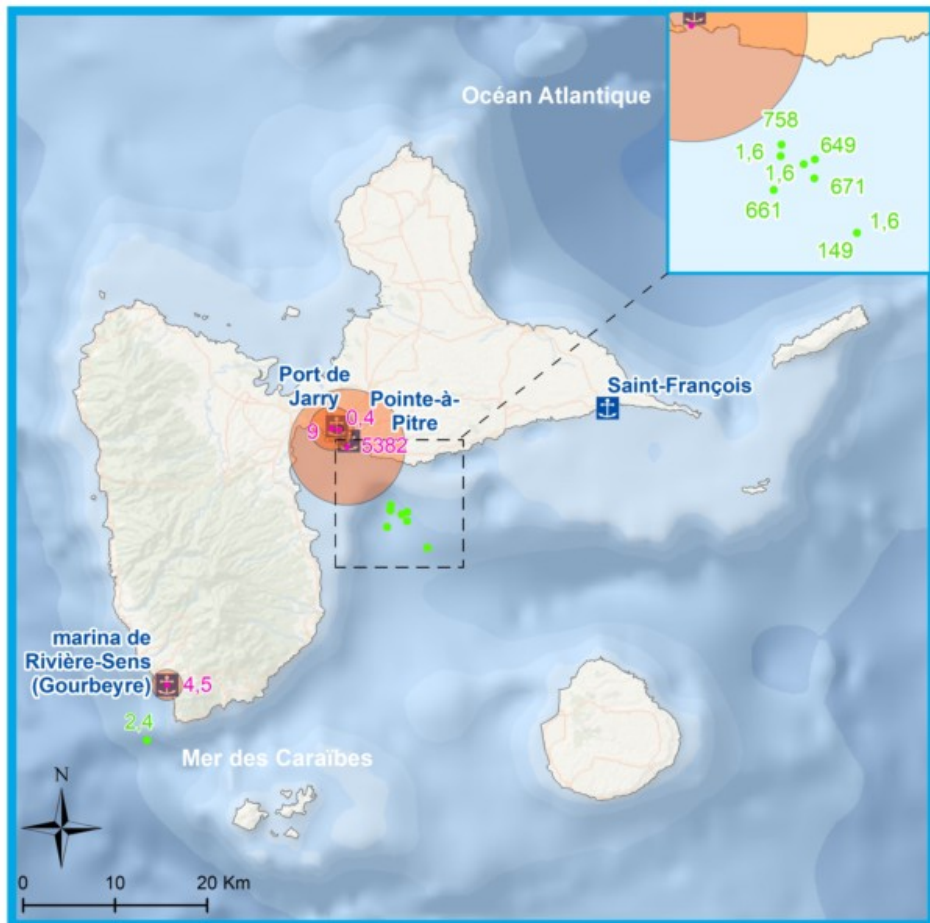 Océan Atlantique
758
1,6
649
1,6
671
661
1,6
149
Port de
Jarry
Pointe-à-
Pitre
Saint-François
0,4
9
5382
marina de
Rivière-Sens
(Gourbeyre)
4,5
2,4
Mer des Caraïbes
N
0 10 20 Km